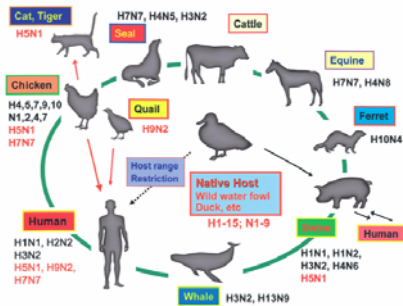 Cat, Tiger
H5N1
Seal
H7N7, H4N5, H3N2
Cattle
Equine
H7N7, H4N8
Chicken
H4,5,7,9,10
N1,2,4,7
H5N1
H7N7
Quail
H9N2
Ferret
H10N4
Host range
Restriction
Native Host
Wild water fowl
Duck, etc
H1-15; N1-9
Human
H1N1, H2N2
H3N2
H5N1, H9N2,
H7N7
Swine
H1N1, H1N2,
H3N2, H4N6
H5N1
Human
Whale
H3N2, H13N9